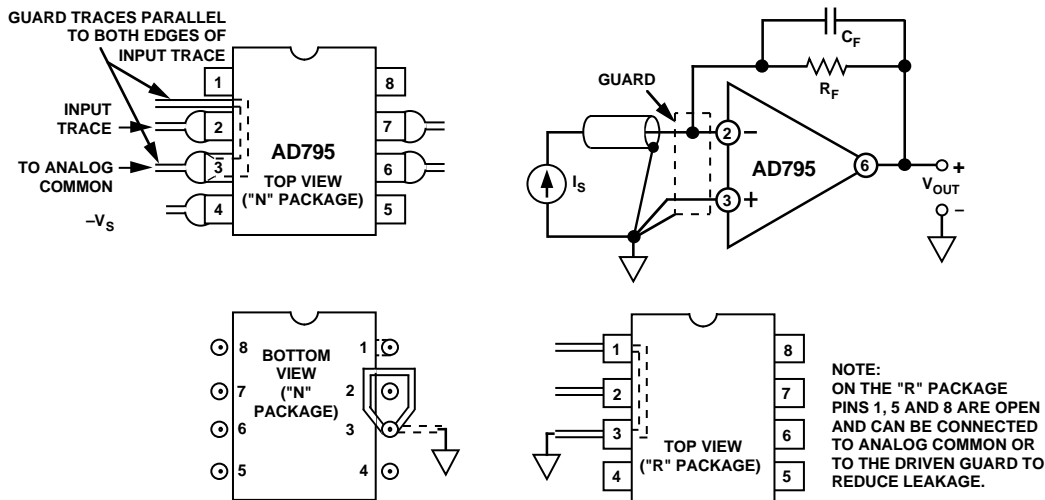 GUARD TRACES PARALLEL
TO BOTH EDGES OF
INPUT TRACE
1
8
INPUT
TRACE
2
7
TO ANALOG
COMMON
3
6
–VS
4
5
AD795
TOP VIEW
("N" PACKAGE)
GUARD
CF
RF
IS
2
–
3
+
AD795
6
+
VOUT
–
8
7
6
5
BOTTOM
VIEW
("N"
PACKAGE)
1
2
3
4
1
2
3
4
8
7
6
5
TOP VIEW
("R" PACKAGE)
NOTE:
ON THE "R" PACKAGE
PINS 1, 5 AND 8 ARE OPEN
AND CAN BE CONNECTED
TO ANALOG COMMON OR
TO THE DRIVEN GUARD TO
REDUCE LEAKAGE.